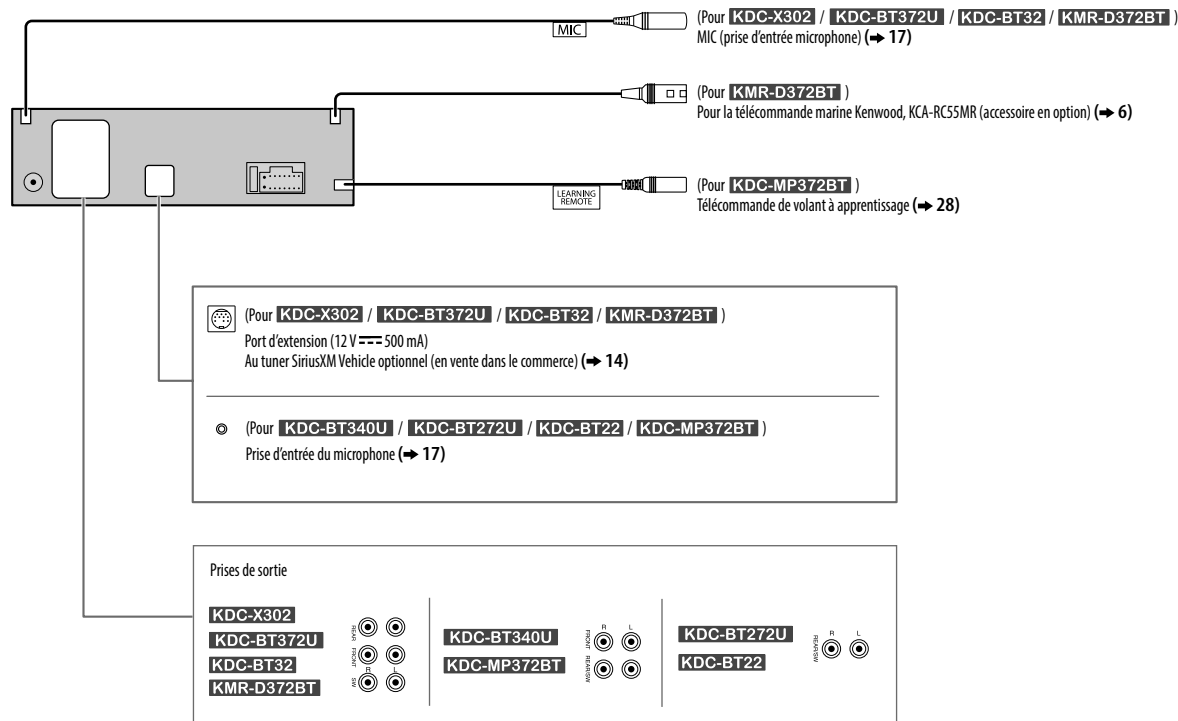 MIC
(Pour KDC-X302 / KDC-BT372U / KDC-BT32 / KMR-D372BT )
MIC (prise d'entrée microphone) (➜ 17)
(Pour KMR-D372BT )
Pour la télécommande marine Kenwood, KCA-RC55MR (accessoire en option) (➜ 6)
LEARNING
REMOTE
(Pour KDC-MP372BT )
Télécommande de volant à apprentissage (➜ 28)
(Pour KDC-X302 / KDC-BT372U / KDC-BT32 / KMR-D372BT )
Port d'extension (12 V ⎓ 500 mA)
Au tuner SiriusXM Vehicle optionnel (en vente dans le commerce) (➜ 14)
(Pour KDC-BT340U / KDC-BT272U / KDC-BT22 / KDC-MP372BT )
Prise d'entrée du microphone (➜ 17)
Prises de sortie
KDC-X302
KDC-BT372U
KDC-BT32
KMR-D372BT
REAR
FRONT
R L
SW
KDC-BT340U
KDC-MP372BT
R L
FRONT
REAR/SW
KDC-BT272U
KDC-BT22
R L
REAR/SW